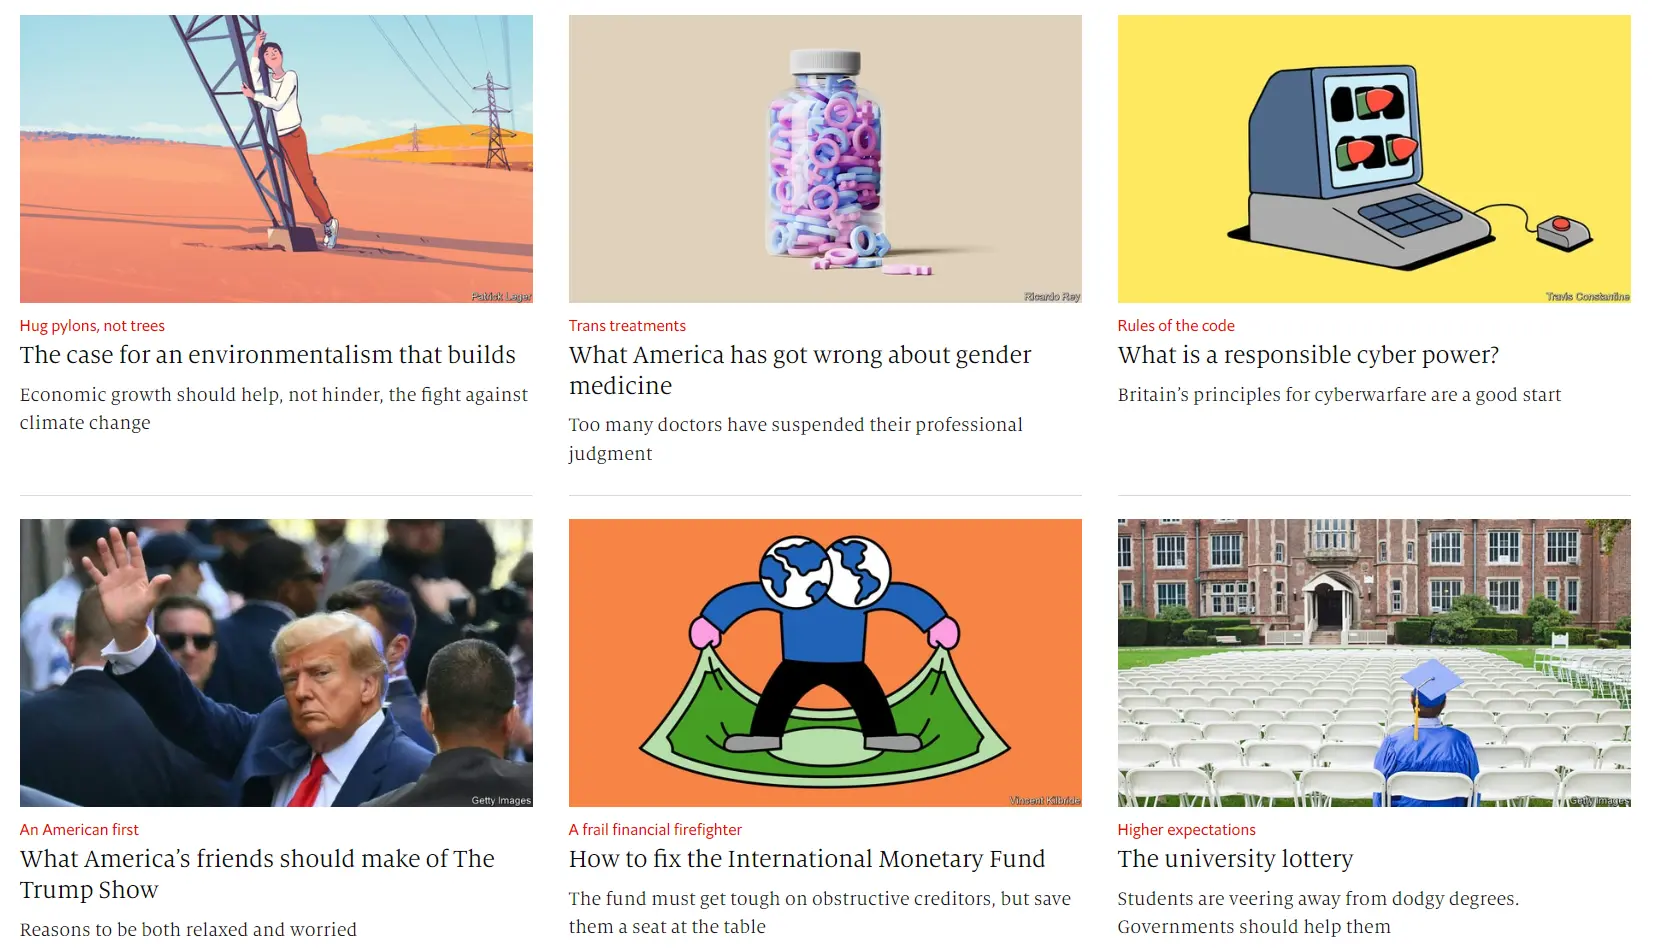 Patrick Leger
Hug pylons, not trees
The case for an environmentalism that builds
Economic growth should help, not hinder, the fight against
climate change
Ricardo Rey
Trans treatments
What America has got wrong about gender
medicine
Too many doctors have suspended their professional
judgment
Travis Constantine
Rules of the code
What is a responsible cyber power?
Britain’s principles for cyberwarfare are a good start
Getty Images
An American first
What America’s friends should make of The
Trump Show
Reasons to be both relaxed and worried
Vincent Kilbride
A frail financial firefighter
How to fix the International Monetary Fund
The fund must get tough on obstructive creditors, but save
them a seat at the table
Getty Images
Higher expectations
The university lottery
Students are veering away from dodgy degrees.
Governments should help them